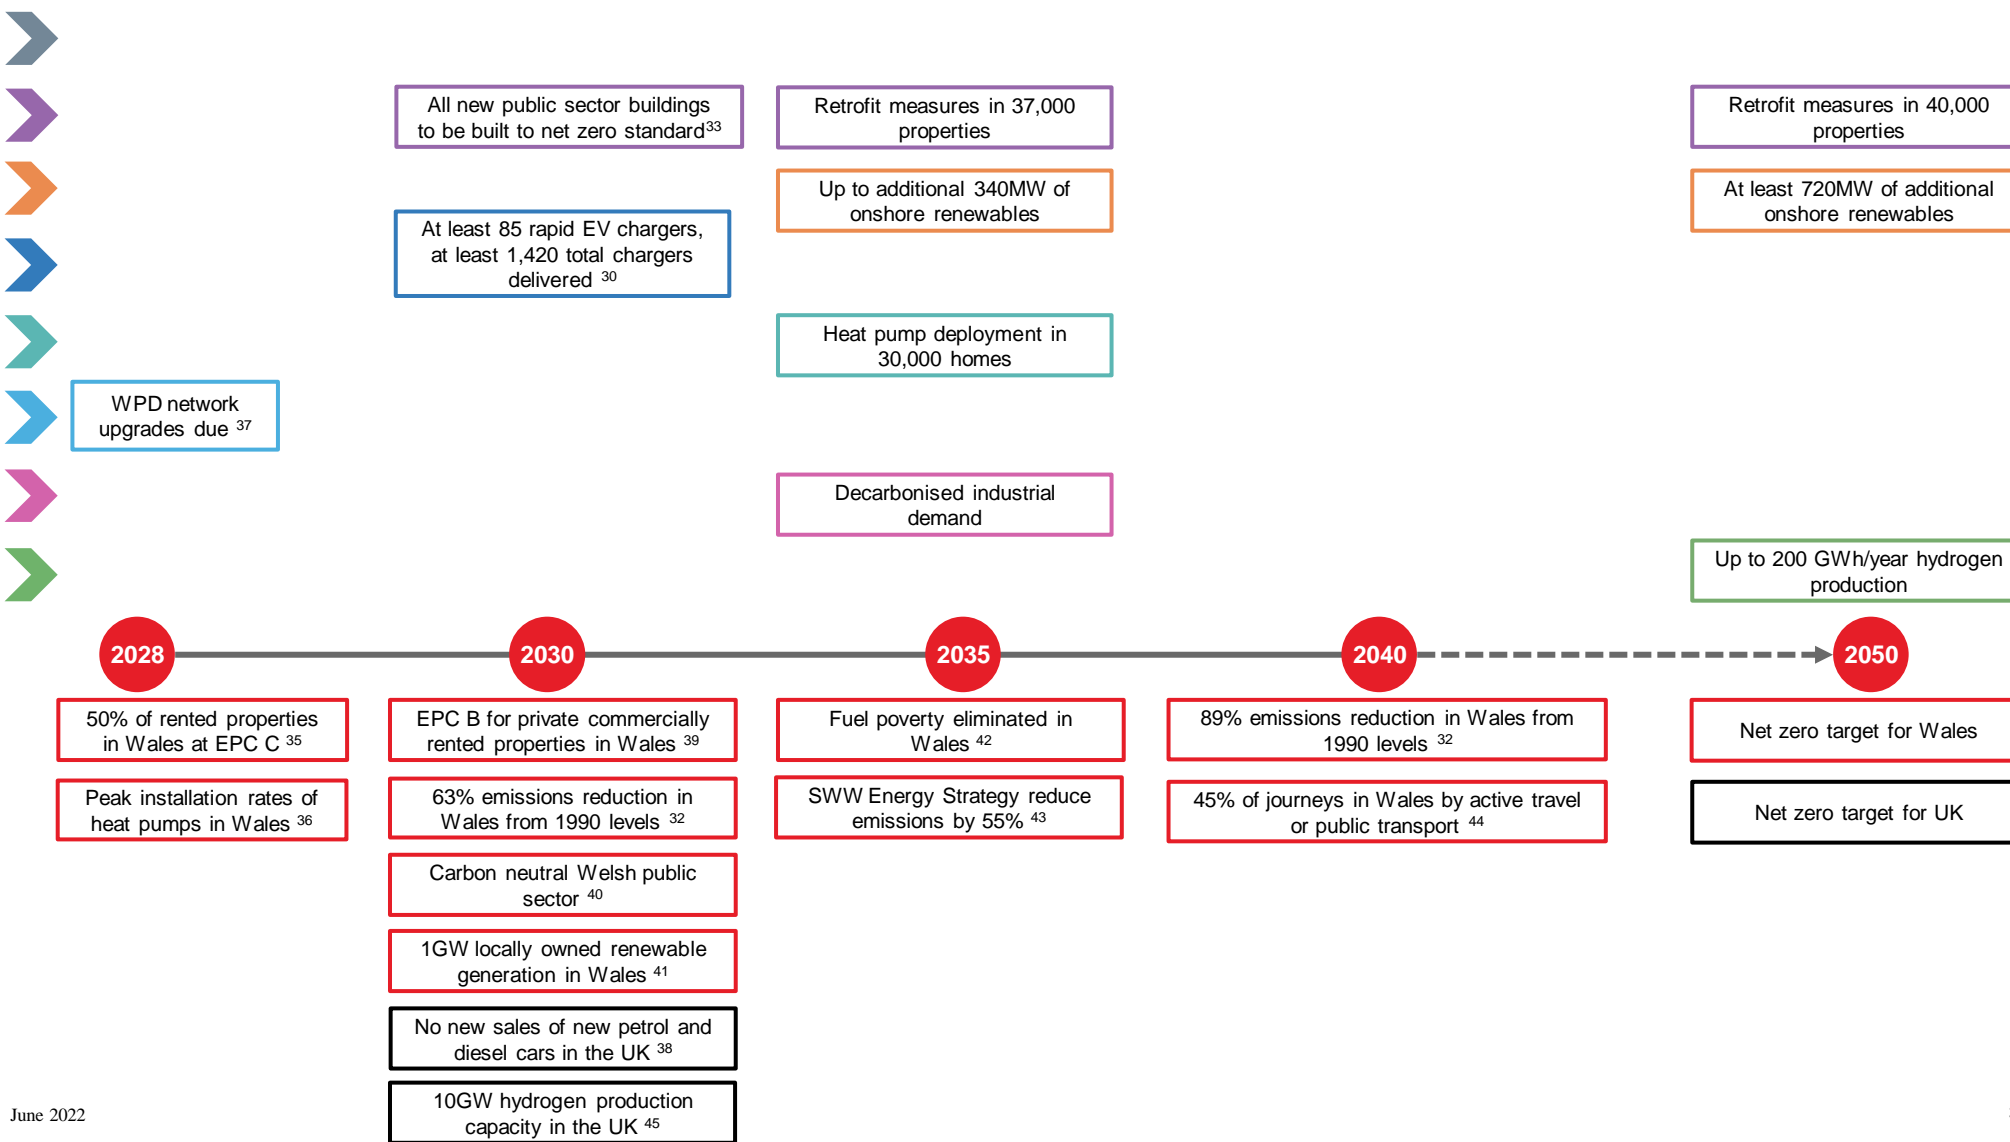 All new public sector buildings
to be built to net zero standard33
Retrofit measures in 37,000
properties
Retrofit measures in 40,000
properties
Up to additional 340MW of
onshore renewables
At least 720MW of additional
onshore renewables
At least 85 rapid EV chargers,
at least 1,420 total chargers
delivered 30
Heat pump deployment in
30,000 homes
WPD network
upgrades due 37
Decarbonised industrial
demand
Up to 200 GWh/year hydrogen
production
2028
2030
2035
2040
2050
50% of rented properties
in Wales at EPC C 35
Peak installation rates of
heat pumps in Wales 36
EPC B for private commercially
rented properties in Wales 39
63% emissions reduction in
Wales from 1990 levels 32
Carbon neutral Welsh public
sector 40
1GW locally owned renewable
generation in Wales 41
No new sales of new petrol and
diesel cars in the UK 38
10GW hydrogen production
capacity in the UK 45
Fuel poverty eliminated in
Wales 42
SWW Energy Strategy reduce
emissions by 55% 43
89% emissions reduction in Wales from
1990 levels 32
45% of journeys in Wales by active travel
or public transport 44
Net zero target for Wales
Net zero target for UK
June 2022